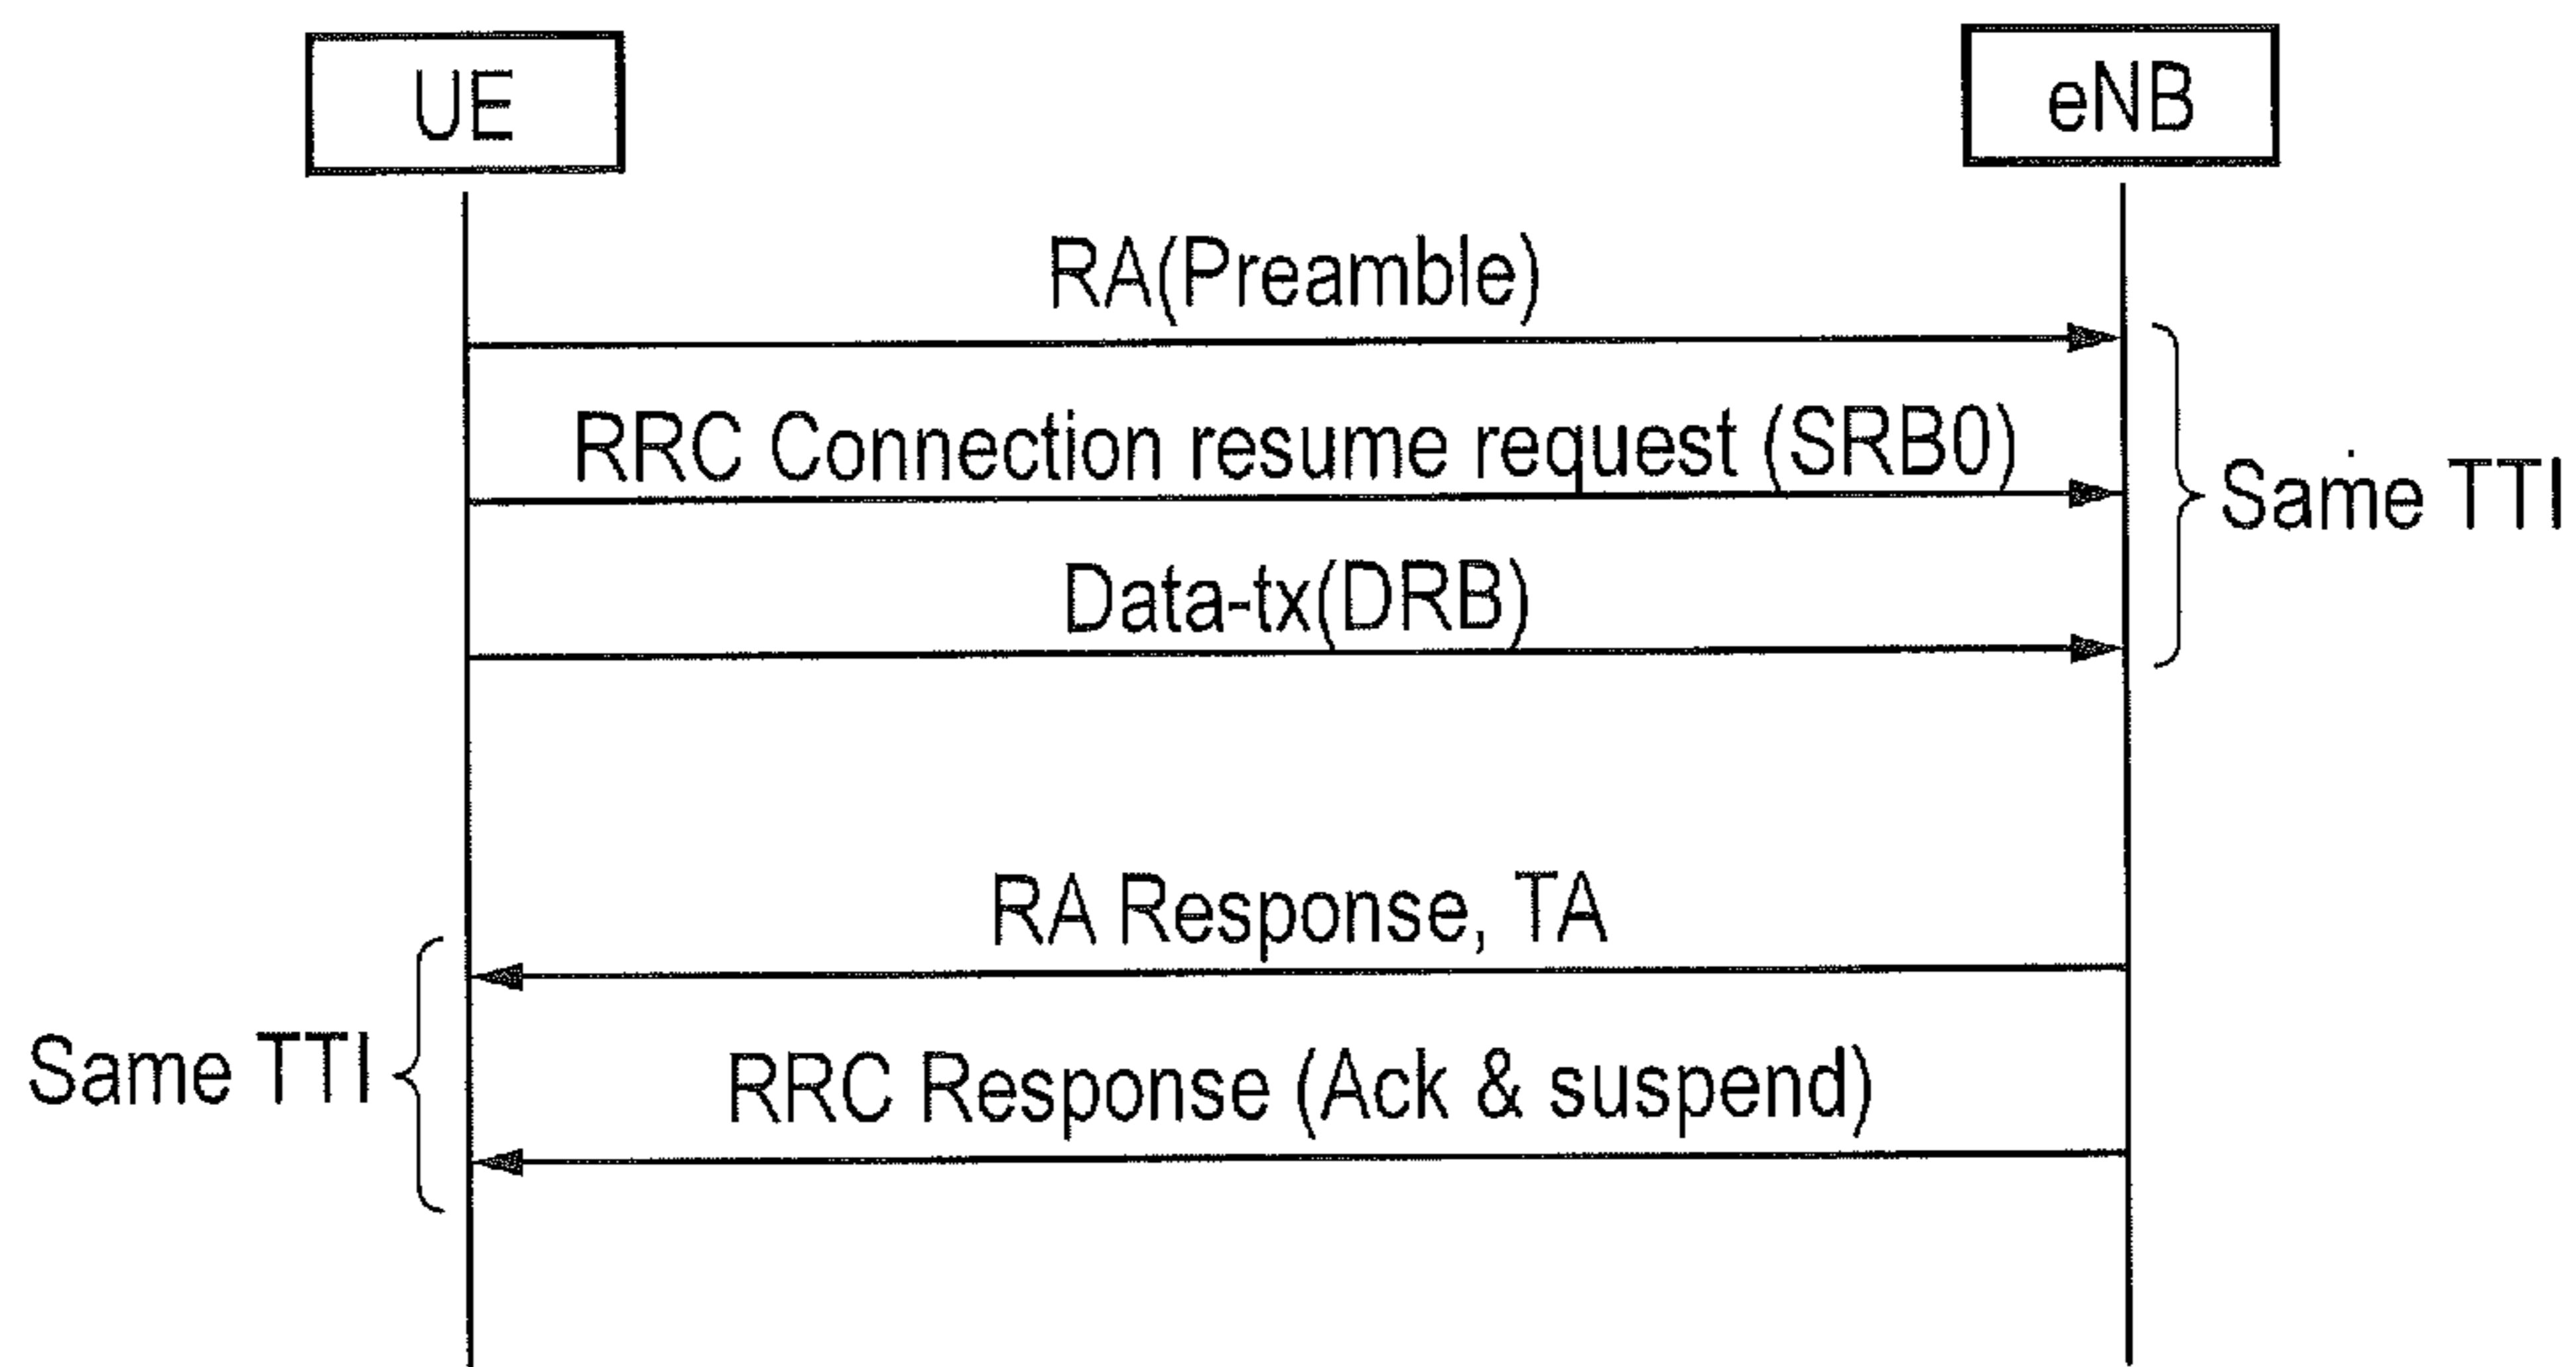 UE
eNB
RA(Preamble)
RRC Connection resume request (SRB0)
Same TTI
Data-tx(DRB)
RA Response, TA
Same TTI
RRC Response (Ack & suspend)